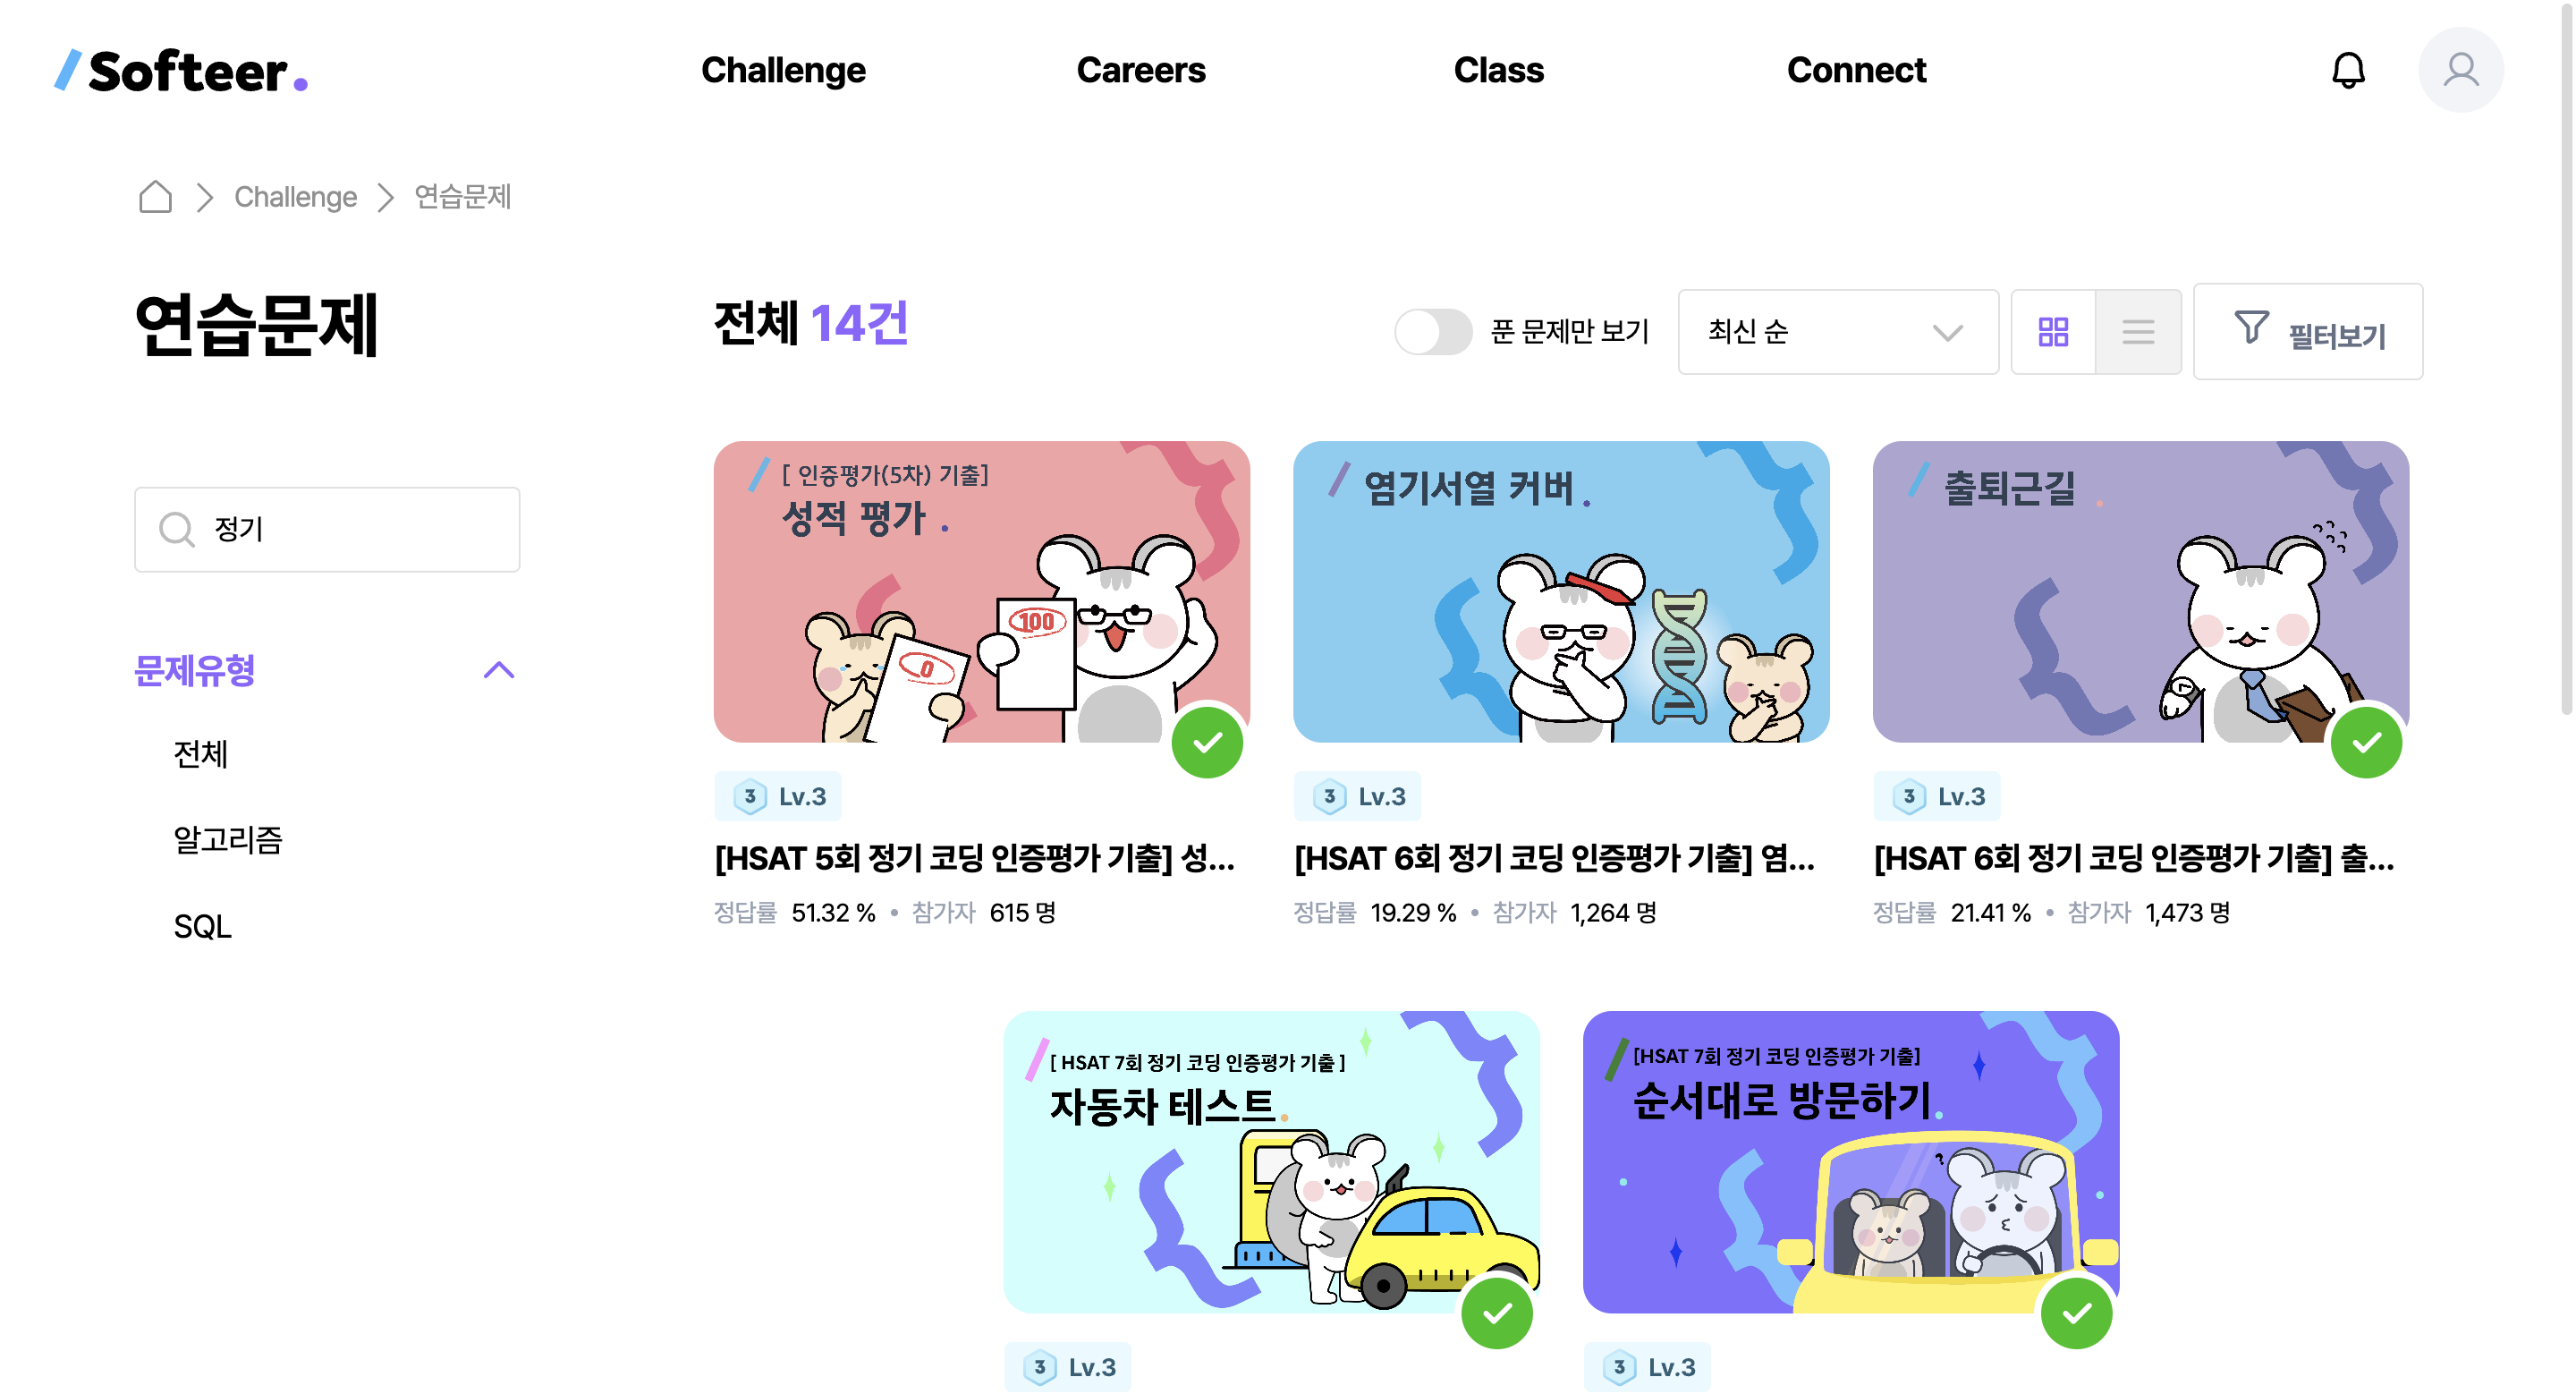 Softeer.
Challenge
Careers
Class
Connect
Challenge
연습문제
연습문제
전체 14건
푼 문제만 보기
최신 순
필터보기
정기
문제유형
전체
알고리즘
SQL
[ 인증평가(5차) 기출]
성적 평가 .
100
0
3 Lv.3
[HSAT 5회 정기 코딩 인증평가 기출] 성...
정답률 51.32 % • 참가자 615 명
염기서열 커버 .
3 Lv.3
[HSAT 6회 정기 코딩 인증평가 기출] 염...
정답률 19.29 % • 참가자 1,264 명
출퇴근길 .
3 Lv.3
[HSAT 6회 정기 코딩 인증평가 기출] 출...
정답률 21.41 % • 참가자 1,473 명
[ HSAT 7회 정기 코딩 인증평가 기출 ]
자동차 테스트.
3 Lv.3
[HSAT 7회 정기 코딩 인증평가 기출]
순서대로 방문하기.
3 Lv.3